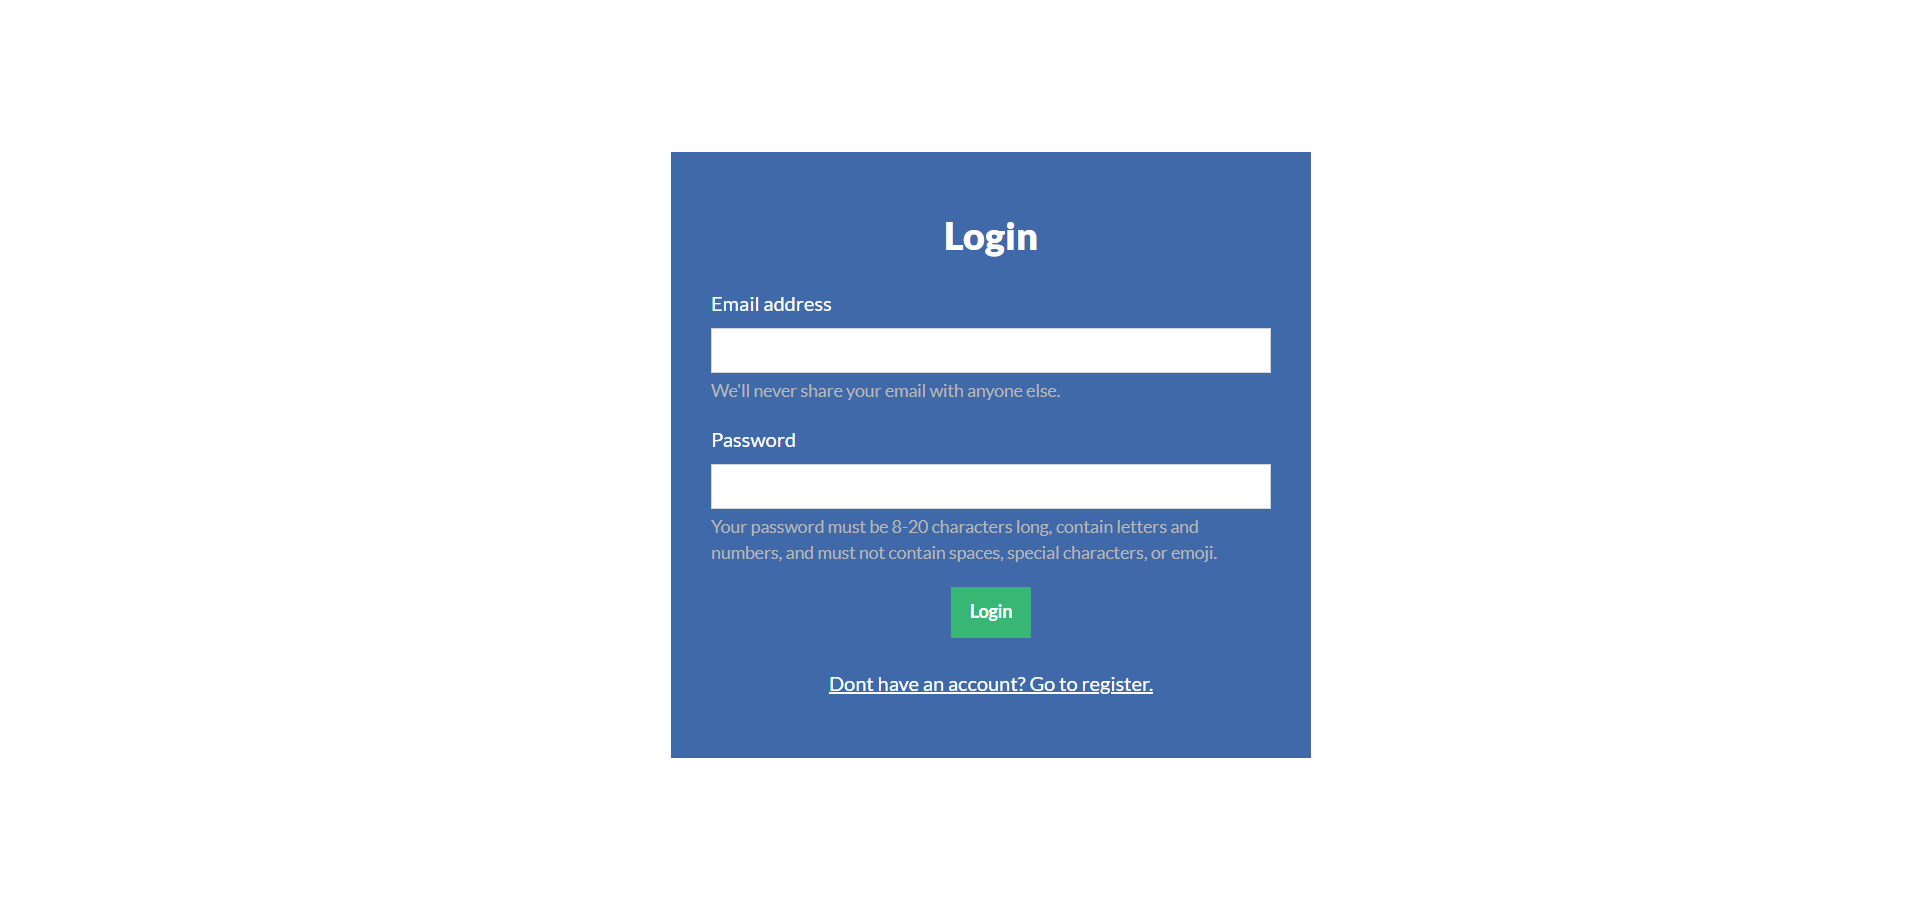 Login
Email address
We'll never share your email with anyone else.
Password
Your password must be 8-20 characters long, contain letters and
numbers, and must not contain spaces, special characters, or emoji.
Login
Dont have an account? Go to register.